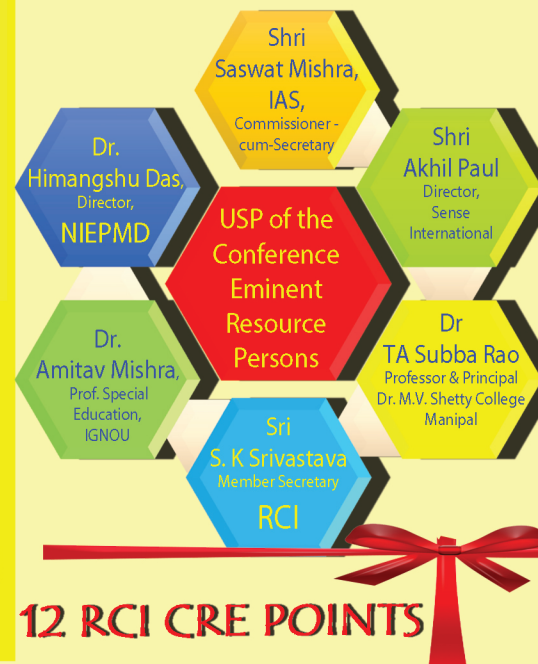 Shri
Saswat Mishra,
IAS,
Commissioner -
cum-Secretary
Dr.
Himangshu Das,
Director,
NIEPMD
Shri
Akhil Paul
Director,
Sense
International
USP of the
Conference
Eminent
Resource
Persons
Dr.
Amitav Mishra,
Prof. Special
Education,
IGNOU
Dr
TA Subba Rao
Professor & Principal
Dr. M.V. Shetty College
Manipal
Sri
S. K Srivastava
Member Secretary
RCI
12 RCI CRE POINTS